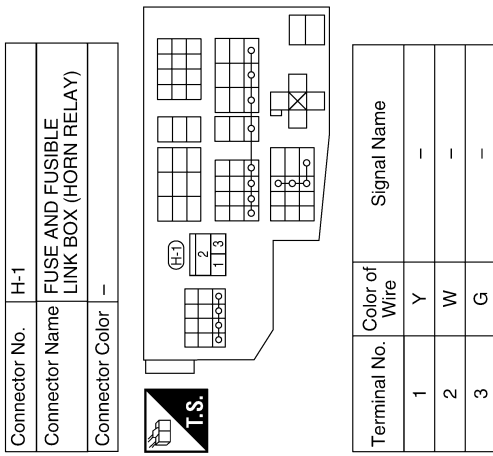 Connector No. H-1
Connector Name FUSE AND FUSIBLE
LINK BOX (HORN RELAY)
Connector Color –
T.S.
H-1
2
1 3
Terminal No. Color of Wire Signal Name
1 Y –
2 W –
3 G –